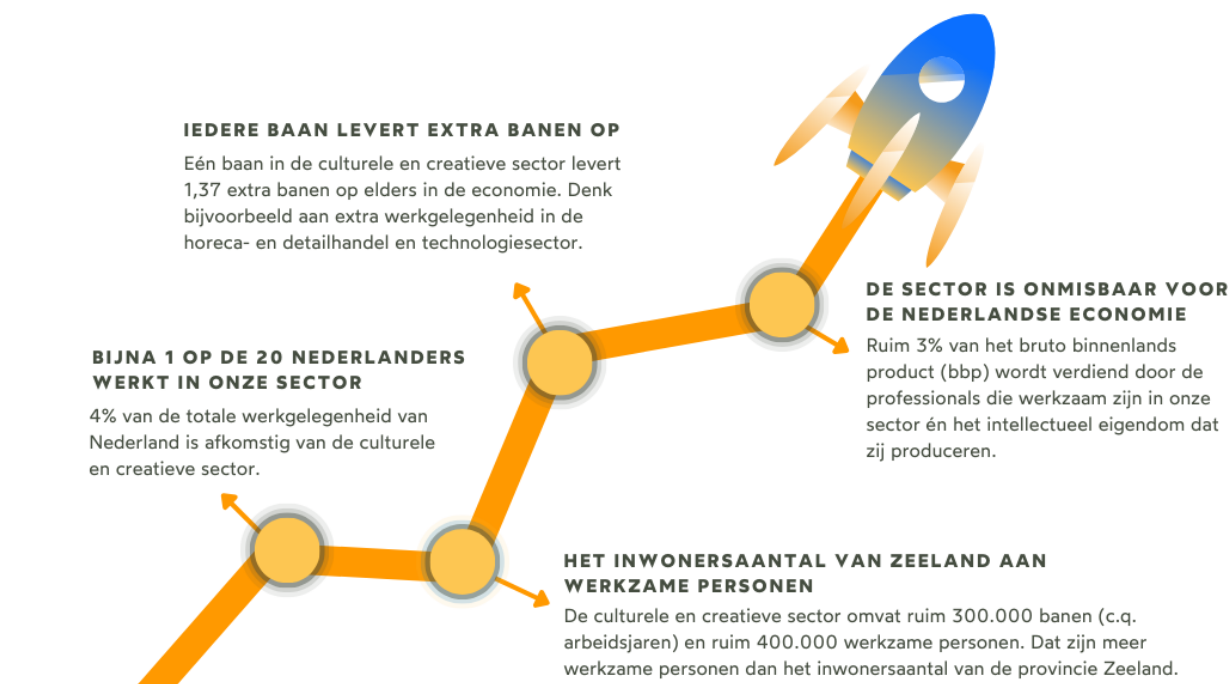 IEDERE BAAN LEVERT EXTRA BANEN OP
Eén baan in de culturele en creatieve sector levert
1,37 extra banen op elders in de economie. Denk
bijvoorbeeld aan extra werkgelegenheid in de
horeca- en detailhandel en technologiesector.
DE SECTOR IS ONMISBAAR VOOR
DE NEDERLANDSE ECONOMIE
Ruim 3% van het bruto binnenlands
product (bbp) wordt verdiend door de
professionals die werkzaam zijn in onze
sector én het intellectueel eigendom dat
zij produceren.
BIJNA 1 OP DE 20 NEDERLANDERS
WERKT IN ONZE SECTOR
4% van de totale werkgelegenheid van
Nederland is afkomstig van de culturele
en creatieve sector.
HET INWONERSAANTAL VAN ZEELAND AAN
WERKZAME PERSONEN
De culturele en creatieve sector omvat ruim 300.000 banen (c.q.
arbeidsjaren) en ruim 400.000 werkzame personen. Dat zijn meer
werkzame personen dan het inwonersaantal van de provincie Zeeland.